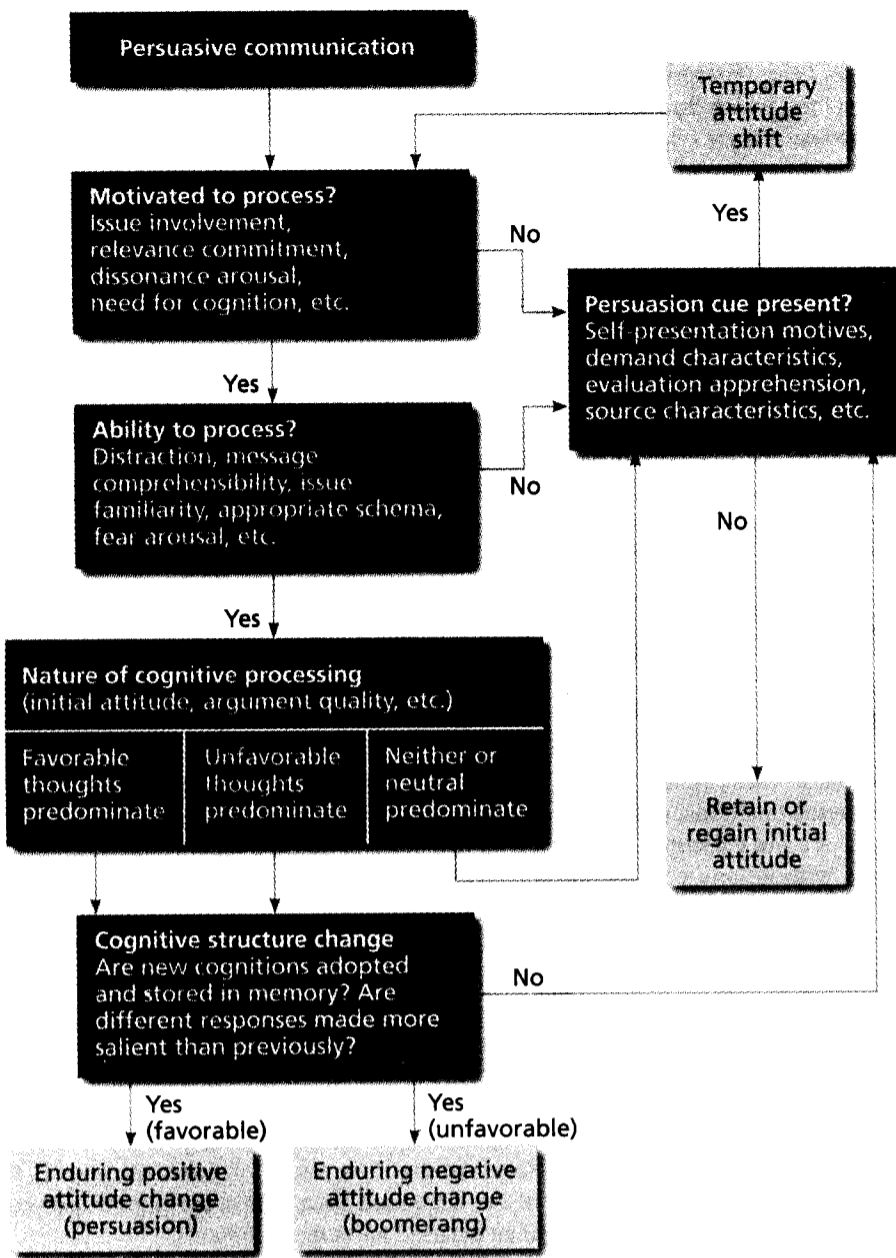 Persuasive communication
Temporary
attitude
shift
Motivated to process?
Issue involvement,
relevance commitment,
dissonance arousal,
need for cognition, etc.
No
Yes
Persuasion cue present?
Self-presentation motives,
demand characteristics,
evaluation apprehension,
source characteristics, etc.
Yes
Ability to process?
Distraction, message
comprehensibility, issue
familiarity, appropriate schema,
fear arousal, etc.
No
No
Yes
Nature of cognitive processing
(initial attitude, argument quality, etc.)
Favorable
thoughts
predominate
Unfavorable
thoughts
predominate
Neither or
neutral
predominate
Retain or
regain initial
attitude
Cognitive structure change
Are new cognitions adopted
and stored in memory? Are
different responses made more
salient than previously?
No
Yes
(favorable)
Yes
(unfavorable)
Enduring positive
attitude change
(persuasion)
Enduring negative
attitude change
(boomerang)